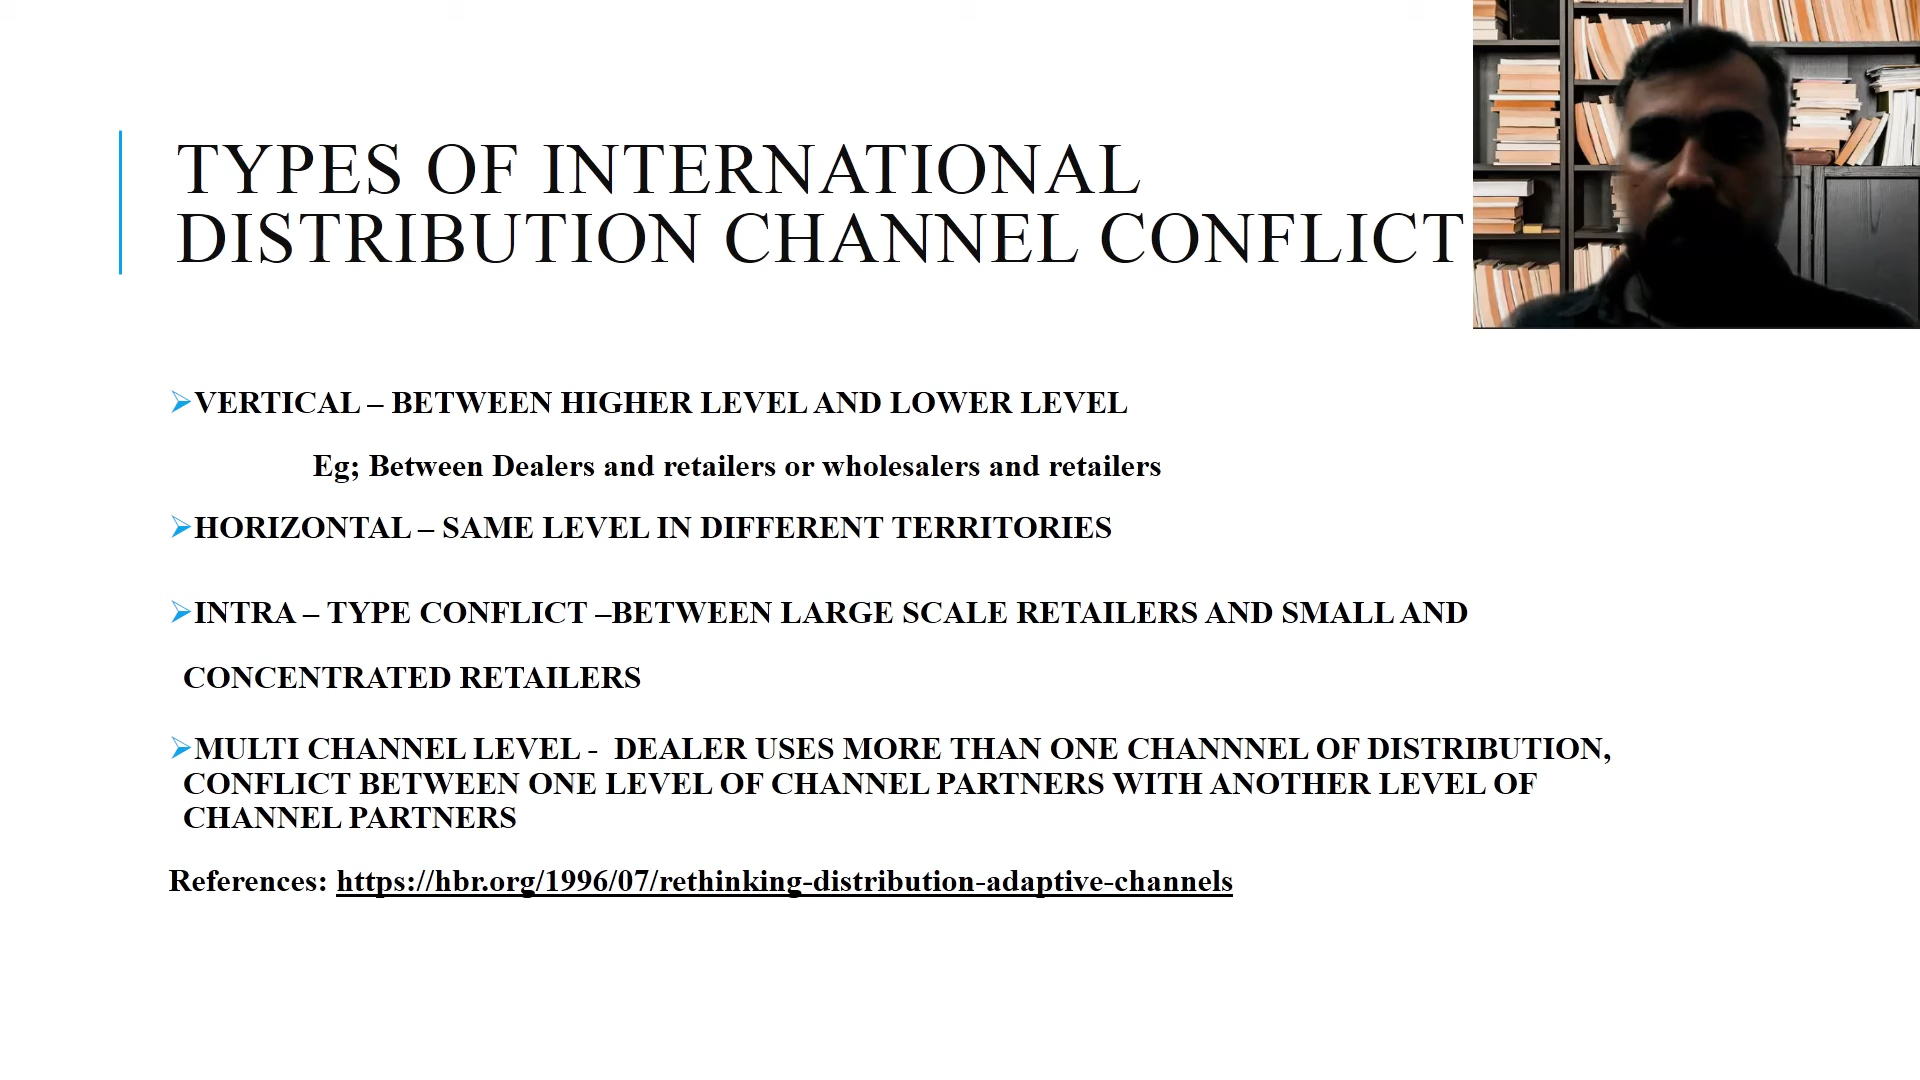 TYPES OF INTERNATIONAL
DISTRIBUTION CHANNEL CONFLICT
VERTICAL – BETWEEN HIGHER LEVEL AND LOWER LEVEL
Eg; Between Dealers and retailers or wholesalers and retailers
HORIZONTAL – SAME LEVEL IN DIFFERENT TERRITORIES
INTRA – TYPE CONFLICT –BETWEEN LARGE SCALE RETAILERS AND SMALL AND
CONCENTRATED RETAILERS
MULTI CHANNEL LEVEL - DEALER USES MORE THAN ONE CHANNNEL OF DISTRIBUTION,
CONFLICT BETWEEN ONE LEVEL OF CHANNEL PARTNERS WITH ANOTHER LEVEL OF
CHANNEL PARTNERS
References: https://hbr.org/1996/07/rethinking-distribution-adaptive-channels